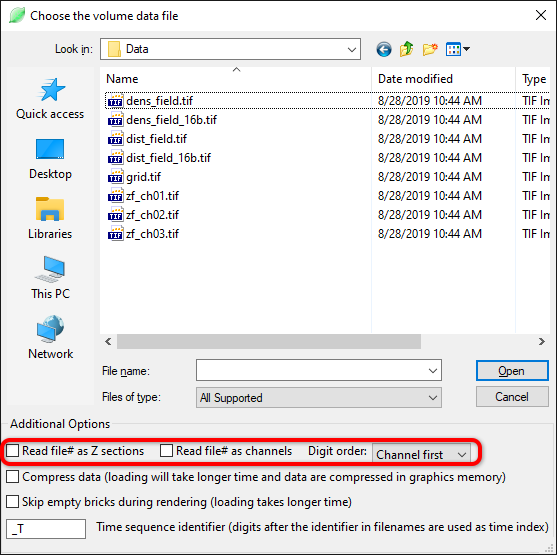 Choose the volume data file
Look in: Data
Name Date modified Type
dens_field.tif 8/28/2019 10:44 AM TIF Im
dens_field_16b.tif 8/28/2019 10:44 AM TIF Im
dist_field.tif 8/28/2019 10:44 AM TIF Im
dist_field_16b.tif 8/28/2019 10:44 AM TIF Im
grid.tif 8/28/2019 10:44 AM TIF Im
zf_ch01.tif 8/28/2019 10:44 AM TIF Im
zf_ch02.tif 8/28/2019 10:44 AM TIF Im
zf_ch03.tif 8/28/2019 10:44 AM TIF Im
Quick access
Desktop
Libraries
This PC
Network
File name: Open
Files of type: All Supported Cancel
Additional Options
Read file# as Z sections Read file# as channels Digit order: Channel first
Compress data (loading will take longer time and data are compressed in graphics memory)
Skip empty bricks during rendering (loading takes longer time)
_T Time sequence identifier (digits after the identifier in filenames are used as time index)